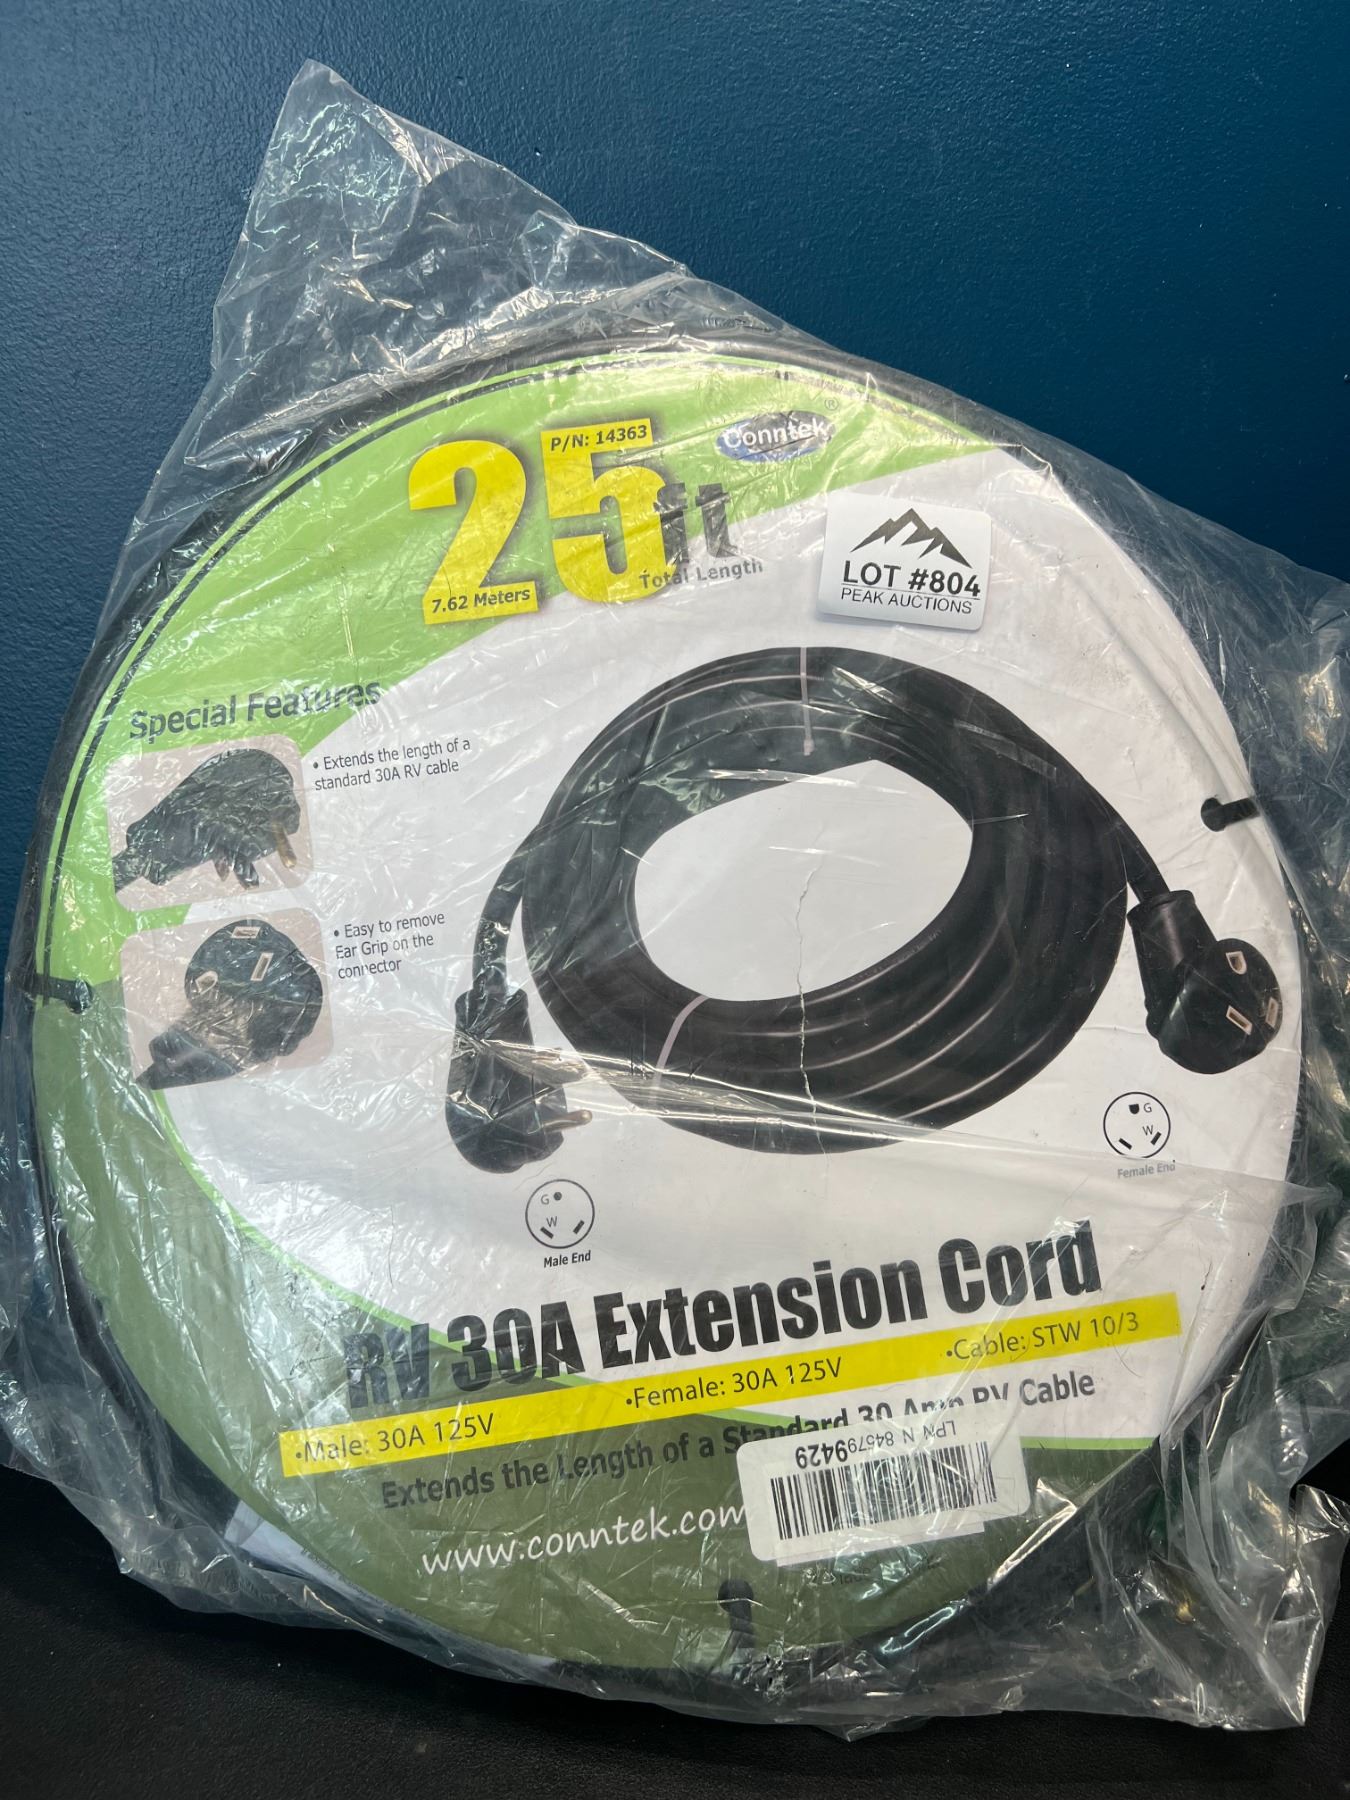 P/N: 14363
Conntek®
25ft
7.62 Meters
Total Length
LOT #804
PEAK AUCTIONS
Special Features
• Extends the length of a
standard 30A RV cable
• Easy to remove
Ear Grip on the
connector
G
W
Male End
G
W
Female End
RV 30A Extension Cord
•Male: 30A 125V •Female: 30A 125V •Cable: STW 10/3
Extends the Length of a Standard 30 Amp RV Cable
LPN N 845799429
www.conntek.com